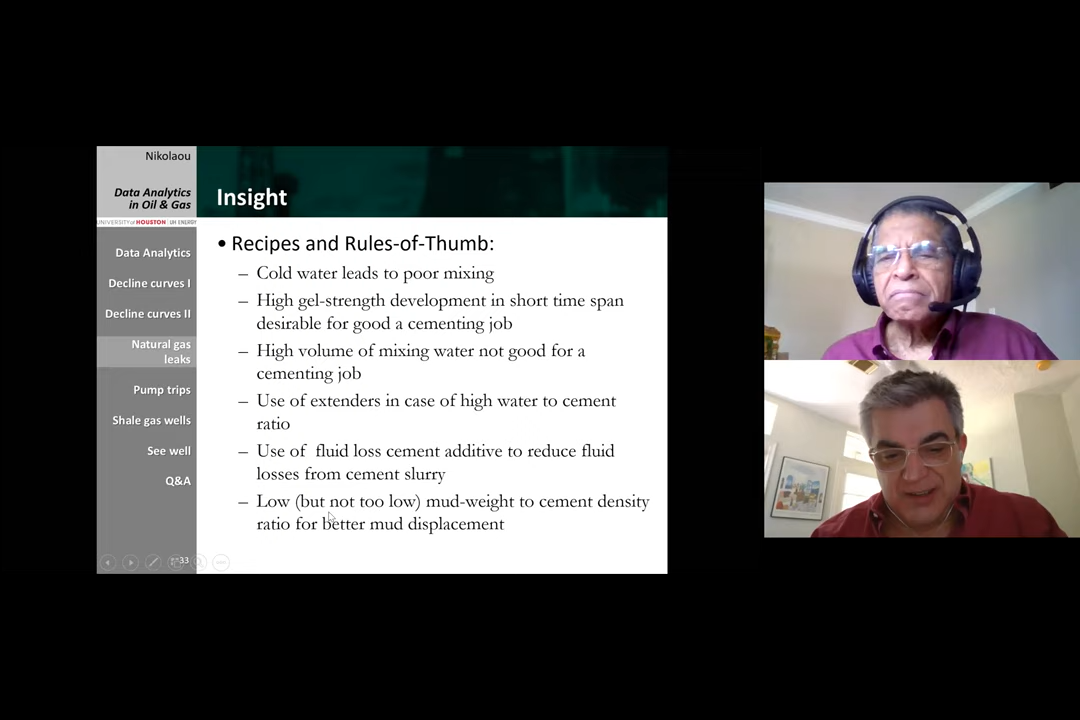 Nikolaou
Data Analytics
in Oil & Gas
UNIVERSITY of HOUSTON | UH ENERGY
Data Analytics
Decline curves I
Decline curves II
Natural gas
leaks
Pump trips
Shale gas wells
See well
Q&A
Insight
• Recipes and Rules-of-Thumb:
– Cold water leads to poor mixing
– High gel-strength development in short time span
desirable for good a cementing job
– High volume of mixing water not good for a
cementing job
– Use of extenders in case of high water to cement
ratio
– Use of fluid loss cement additive to reduce fluid
losses from cement slurry
– Low (but not too low) mud-weight to cement density
ratio for better mud displacement